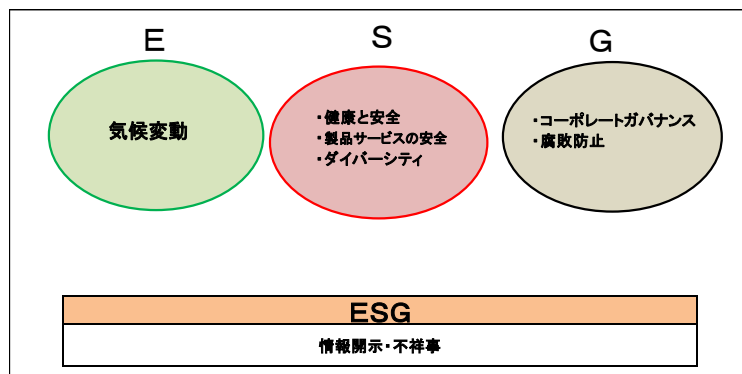 E
S
G
気候変動
・健康と安全
・製品サービスの安全
・ダイバーシティ
・コーポレートガバナンス
・腐敗防止
ESG
情報開示・不祥事